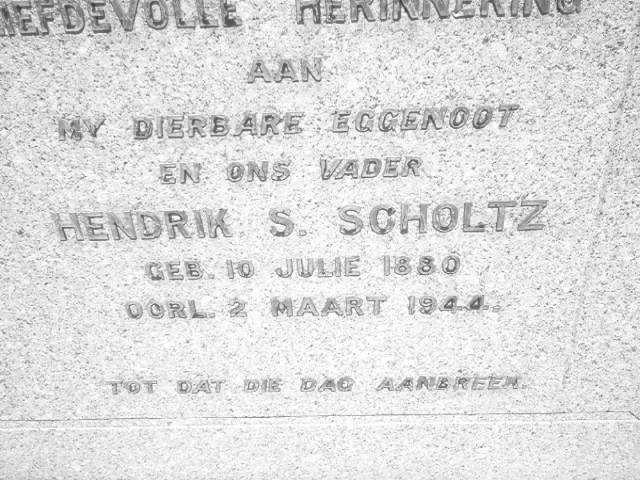 LIEFDEVOLLE HERINNERING
AAN
MY DIERBARE EGGENOOT
EN ONS VADER
HENDRIK S. SCHOLTZ
GEB. 10 JULIE 1880
OORL. 2 MAART 1944.
TOT DAT DIE DAG AANBREEK.